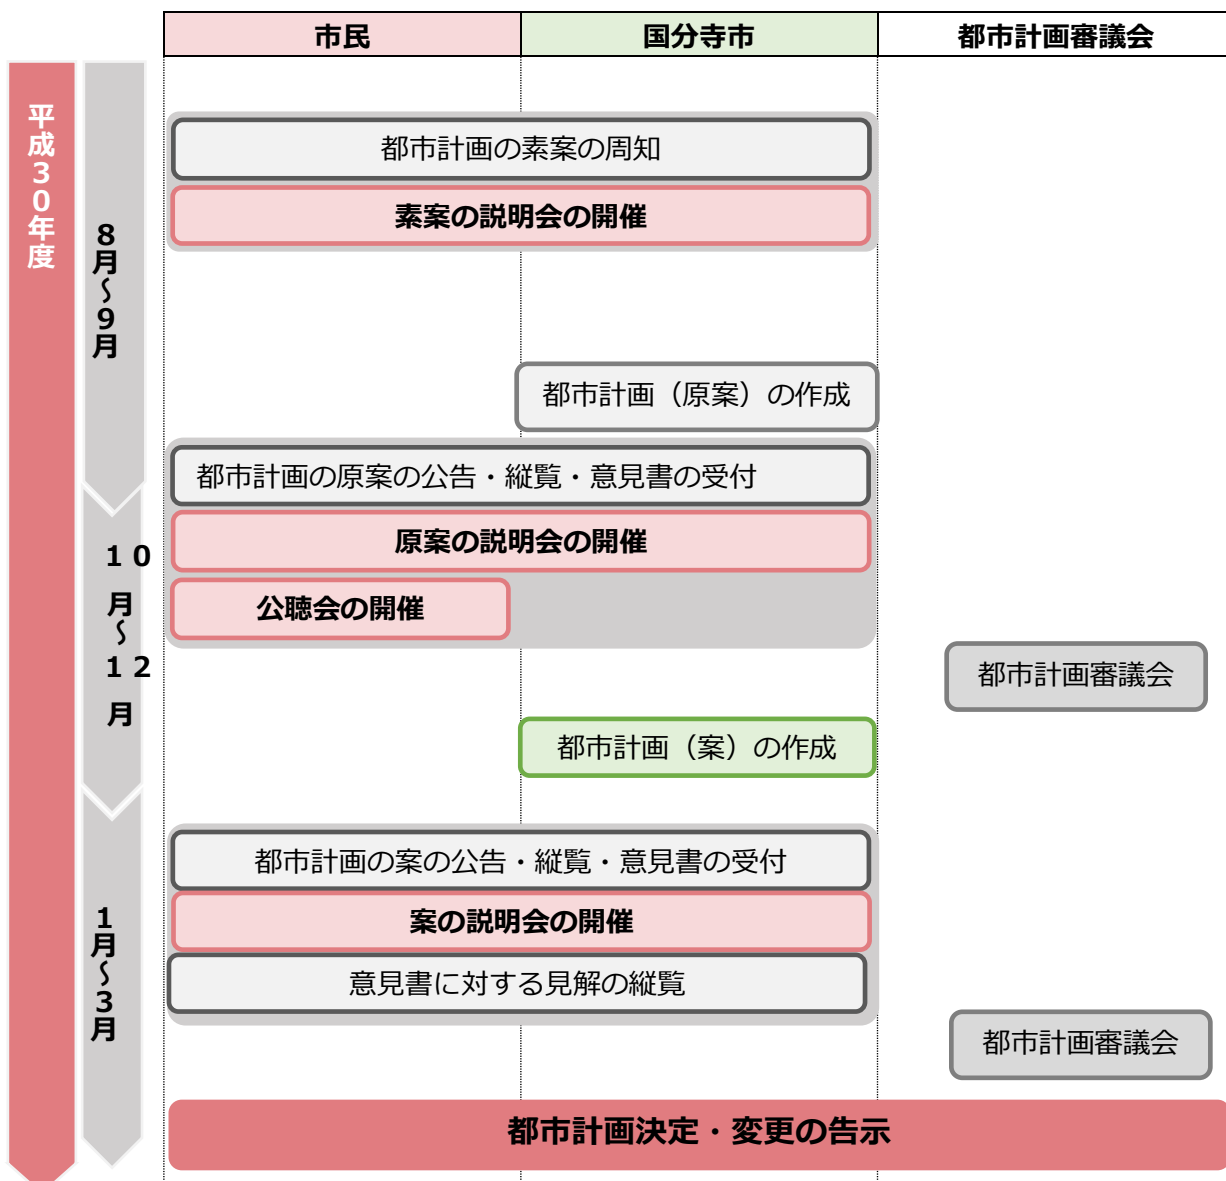 市民
国分寺市
都市計画審議会
平成30年度
8月～9月
都市計画の素案の周知
素案の説明会の開催
都市計画（原案）の作成
都市計画の原案の公告・縦覧・意見書の受付
10月～12月
原案の説明会の開催
公聴会の開催
都市計画審議会
都市計画（案）の作成
1月～3月
都市計画の案の公告・縦覧・意見書の受付
案の説明会の開催
意見書に対する見解の縦覧
都市計画審議会
都市計画決定・変更の告示